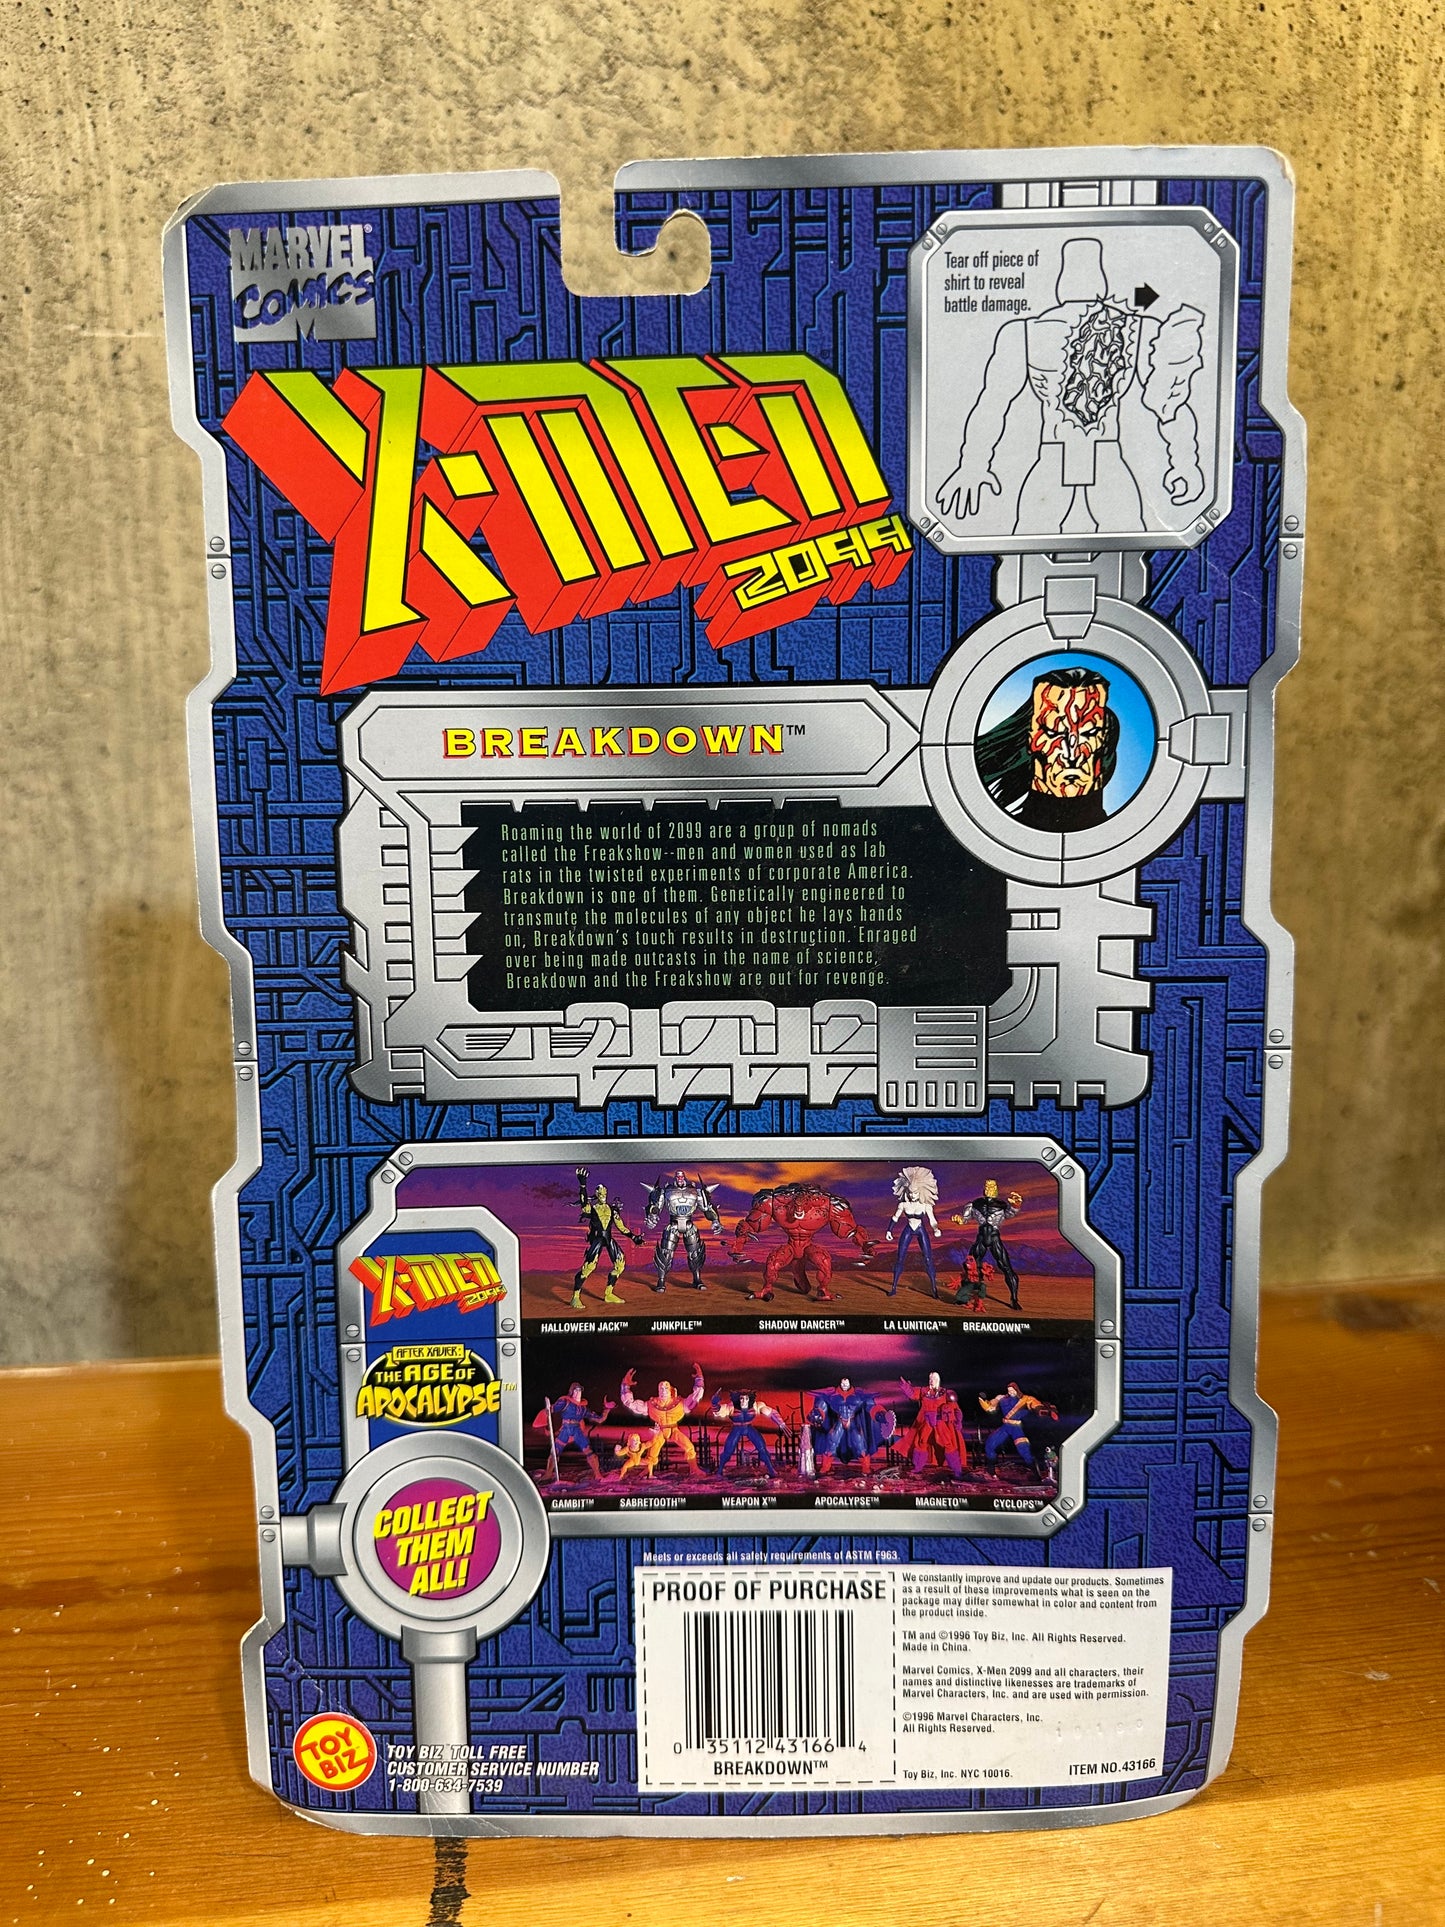 MARVEL®
COMICS
Tear off piece of
shirt to reveal
battle damage.
X-MEN
2099
BREAKDOWN™
Roaming the world of 2099 are a group of nomads
called the Freakshow--men and women used as lab
rats in the twisted experiments of corporate America.
Breakdown is one of them. Genetically engineered to
transmute the molecules of any object he lays hands
on, Breakdown's touch results in destruction. Enraged
over being made outcasts in the name of science,
Breakdown and the Freakshow are out for revenge.
X-MEN
2099
HALLOWEEN JACK™ JUNKPILE™ SHADOW DANCER™ LA LUNITICA™ BREAKDOWN™
AFTER XAVIER:
THE AGE OF
APOCALYPSE™
GAMBIT™ SABRETOOTH™ WEAPON X™ APOCALYPSE™ MAGNETO™ CYCLOPS™
COLLECT
THEM
ALL!
Meets or exceeds all safety requirements of ASTM F963.
PROOF OF PURCHASE
0 35112 43166 4
BREAKDOWN™
We constantly improve and update our products. Sometimes
as a result of these improvements what is seen on the
package may differ somewhat in color and content from
the product inside.
TM and ©1996 Toy Biz, Inc. All Rights Reserved.
Made in China.
Marvel Comics, X-Men 2099 and all characters, their
names and distinctive likenesses are trademarks of
Marvel Characters, Inc. and are used with permission.
©1996 Marvel Characters, Inc.
All Rights Reserved.
Toy Biz, Inc. NYC 10016.
ITEM NO. 43166
TOY
BIZ
TOY BIZ TOLL FREE
CUSTOMER SERVICE NUMBER
1-800-634-7539